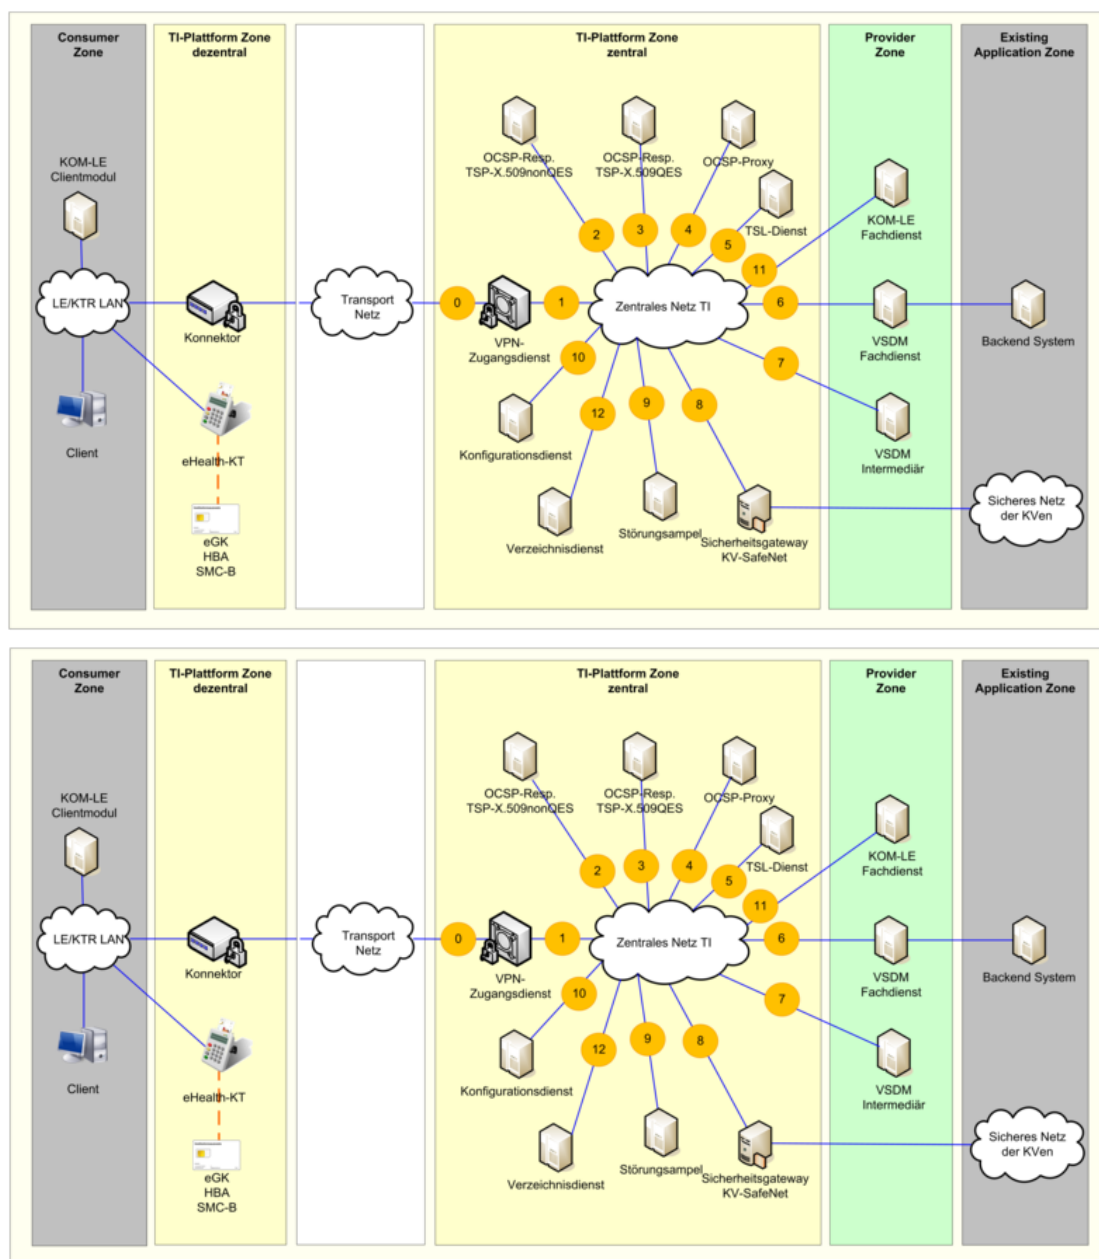 Consumer
Zone
TI-Plattform Zone
dezentral
TI-Plattform Zone
zentral
Provider
Zone
Existing
Application Zone
KOM-LE
Clientmodul
OCSP-Resp.
TSP-X.509nonQES
OCSP-Resp.
TSP-X.509QES
OCSP-Proxy
TSL-Dienst
KOM-LE
Fachdienst
2
3
4
5
11
LE/KTR LAN
Konnektor
Transport
Netz
0
VPN-
Zugangsdienst
1
Zentrales Netz TI
6
VSDM
Fachdienst
Backend System
10
12
9
8
7
Client
eHealth-KT
Konfigurationsdienst
VSDM
Intermediär
eGK
HBA
SMC-B
Verzeichnisdienst
Störungsampel
Sicherheitsgateway
KV-SafeNet
Sicheres Netz
der KVen
Consumer
Zone
TI-Plattform Zone
dezentral
TI-Plattform Zone
zentral
Provider
Zone
Existing
Application Zone
KOM-LE
Clientmodul
OCSP-Resp.
TSP-X.509nonQES
OCSP-Resp.
TSP-X.509QES
OCSP-Proxy
TSL-Dienst
KOM-LE
Fachdienst
2
3
4
5
11
LE/KTR LAN
Konnektor
Transport
Netz
0
VPN-
Zugangsdienst
1
Zentrales Netz TI
6
VSDM
Fachdienst
Backend System
10
12
9
8
7
Client
eHealth-KT
Konfigurationsdienst
VSDM
Intermediär
eGK
HBA
SMC-B
Verzeichnisdienst
Störungsampel
Sicherheitsgateway
KV-SafeNet
Sicheres Netz
der KVen